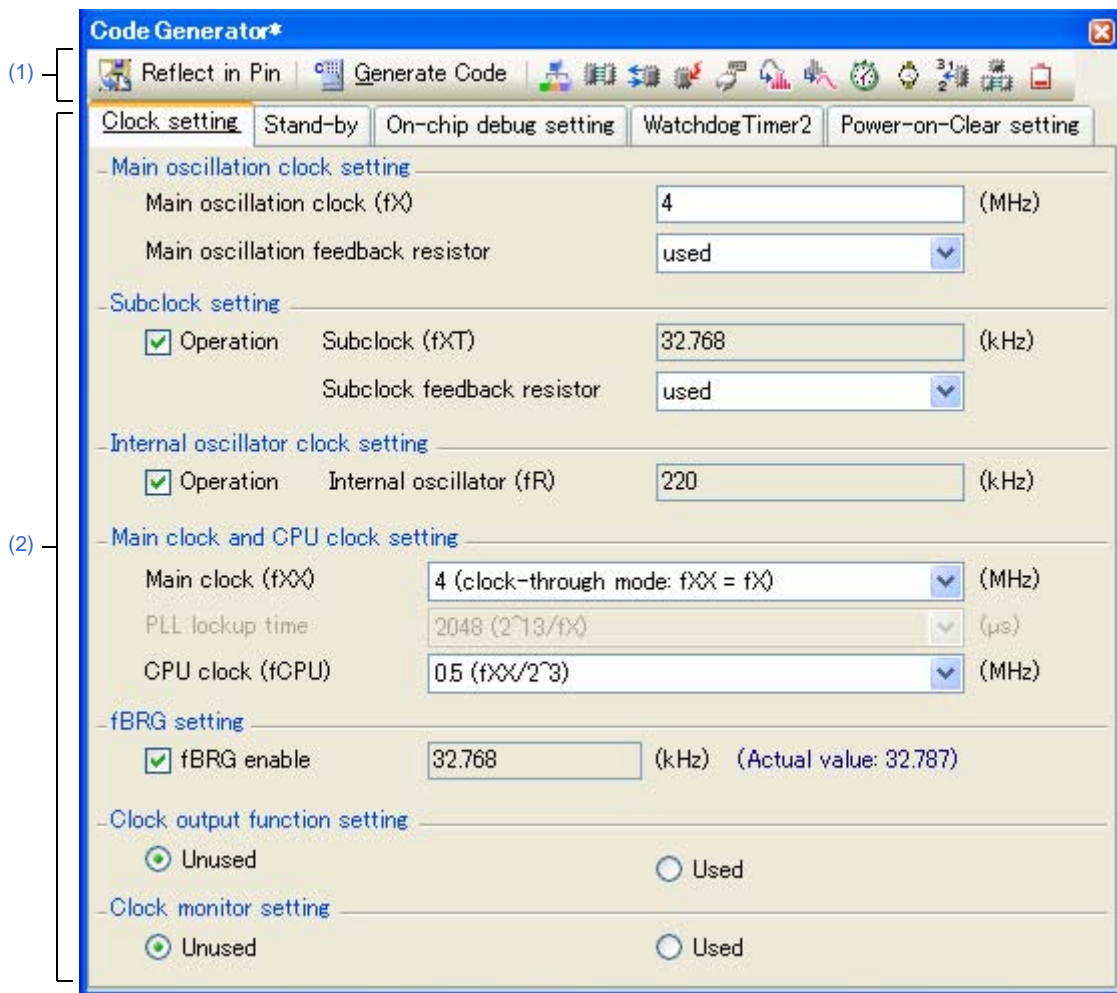 Code Generator*
(1)
Reflect in Pin Generate Code
Clock setting Stand-by On-chip debug setting WatchdogTimer2 Power-on-Clear setting
Main oscillation clock setting
Main oscillation clock (fX) 4 (MHz)
Main oscillation feedback resistor used
Subclock setting
Operation Subclock (fXT) 32.768 (kHz)
Subclock feedback resistor used
Internal oscillator clock setting
Operation Internal oscillator (fR) 220 (kHz)
(2)
Main clock and CPU clock setting
Main clock (fXX) 4 (clock-through mode: fXX = fX) (MHz)
PLL lockup time 2048 (2^13/fX) (μs)
CPU clock (fCPU) 0.5 (fXX/2^3) (MHz)
fBRG setting
fBRG enable 32.768 (kHz) (Actual value: 32.787)
Clock output function setting
Unused Used
Clock monitor setting
Unused Used